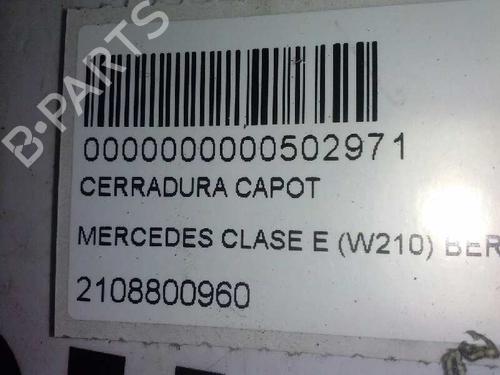 B-PARTS
0000000000502971
CERRADURA CAPOT
MERCEDES CLASE E (W210) BER
2108800960